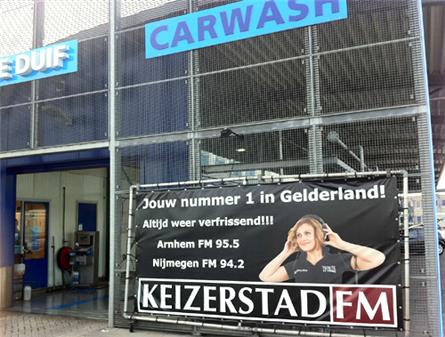 CARWASH
E DUIF
Jouw nummer 1 in Gelderland!
Altijd weer verfrissend!!!
Arnhem FM 95.5
Nijmegen FM 94.2
KEIZERSTAD FM